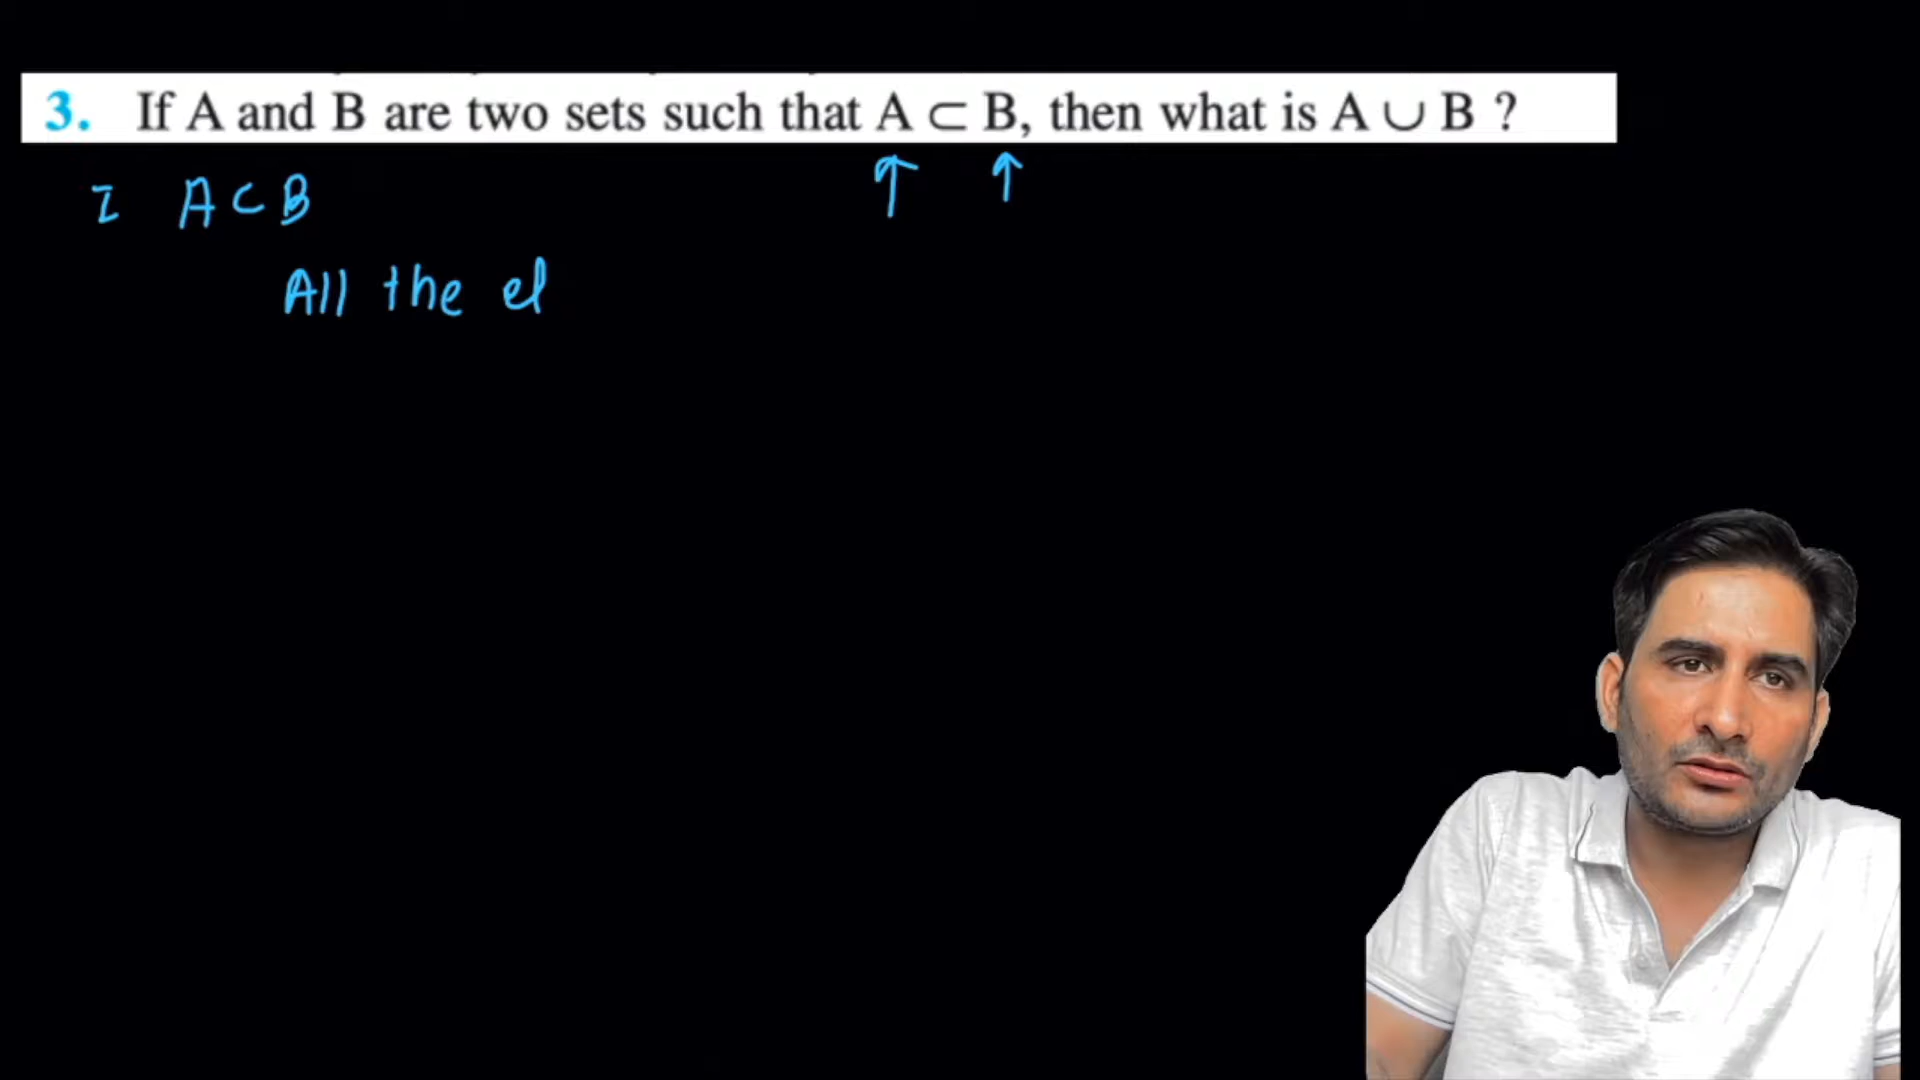 3. If A and B are two sets such that A ⊂ B, then what is A ∪ B ?
I A ⊂ B
All the el